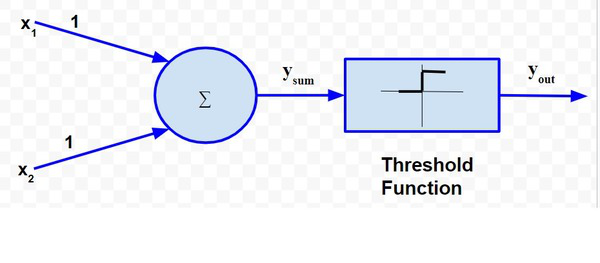 x1
1
ysum
yout
Σ
1
x2
Threshold
Function